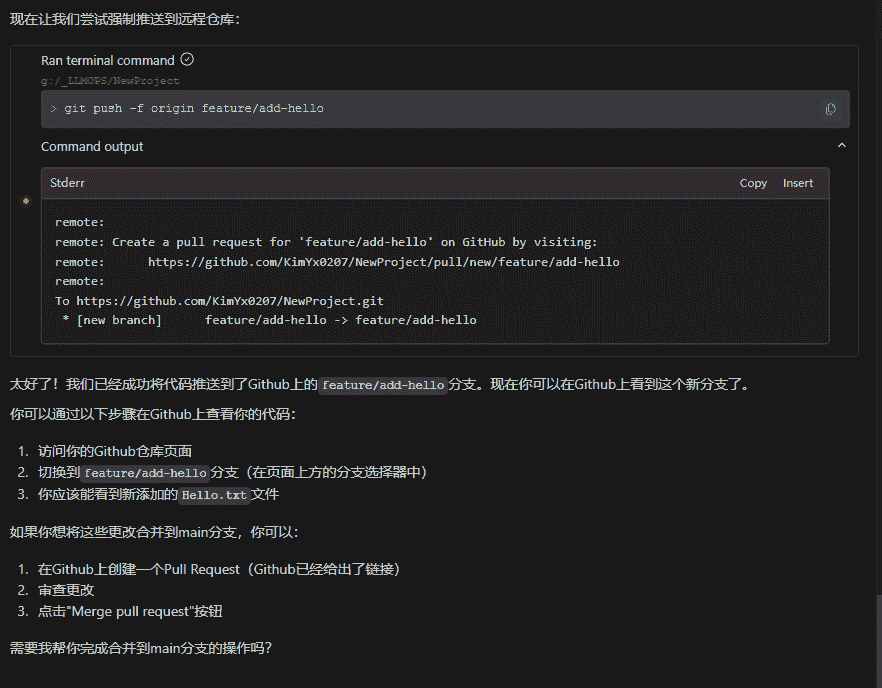 现在让我们尝试强制推送到远程仓库：
Ran terminal command
g:/_LLMOPS/NewProject
> git push -f origin feature/add-hello
Command output
Stderr Copy Insert
remote:
remote: Create a pull request for 'feature/add-hello' on GitHub by visiting:
remote:      https://github.com/KimYx0207/NewProject/pull/new/feature/add-hello
remote:
To https://github.com/KimYx0207/NewProject.git
 * [new branch]      feature/add-hello -> feature/add-hello
太好了！我们已经成功将代码推送到了Github上的feature/add-hello分支。现在你可以在Github上看到这个新分支了。
你可以通过以下步骤在Github上查看你的代码：
1. 访问你的Github仓库页面
2. 切换到feature/add-hello分支（在页面上方的分支选择器中）
3. 你应该能看到新添加的Hello.txt文件
如果你想将这些更改合并到main分支，你可以：
1. 在Github上创建一个Pull Request（Github已经给出了链接）
2. 审查更改
3. 点击"Merge pull request"按钮
需要我帮你完成合并到main分支的操作吗？